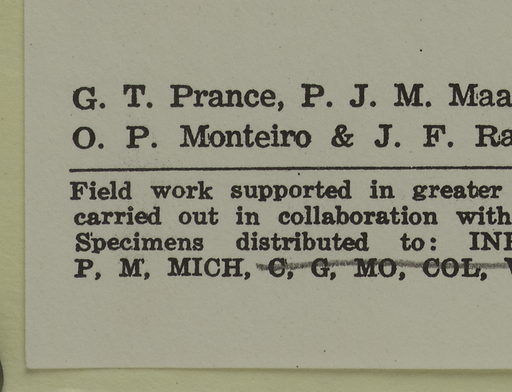 G. T. Prance, P. J. M. Maa
O. P. Monteiro & J. F. Ra
Field work supported in greater
carried out in collaboration with
Specimens distributed to: INP
P, M, MICH, C, G, MO, COL,